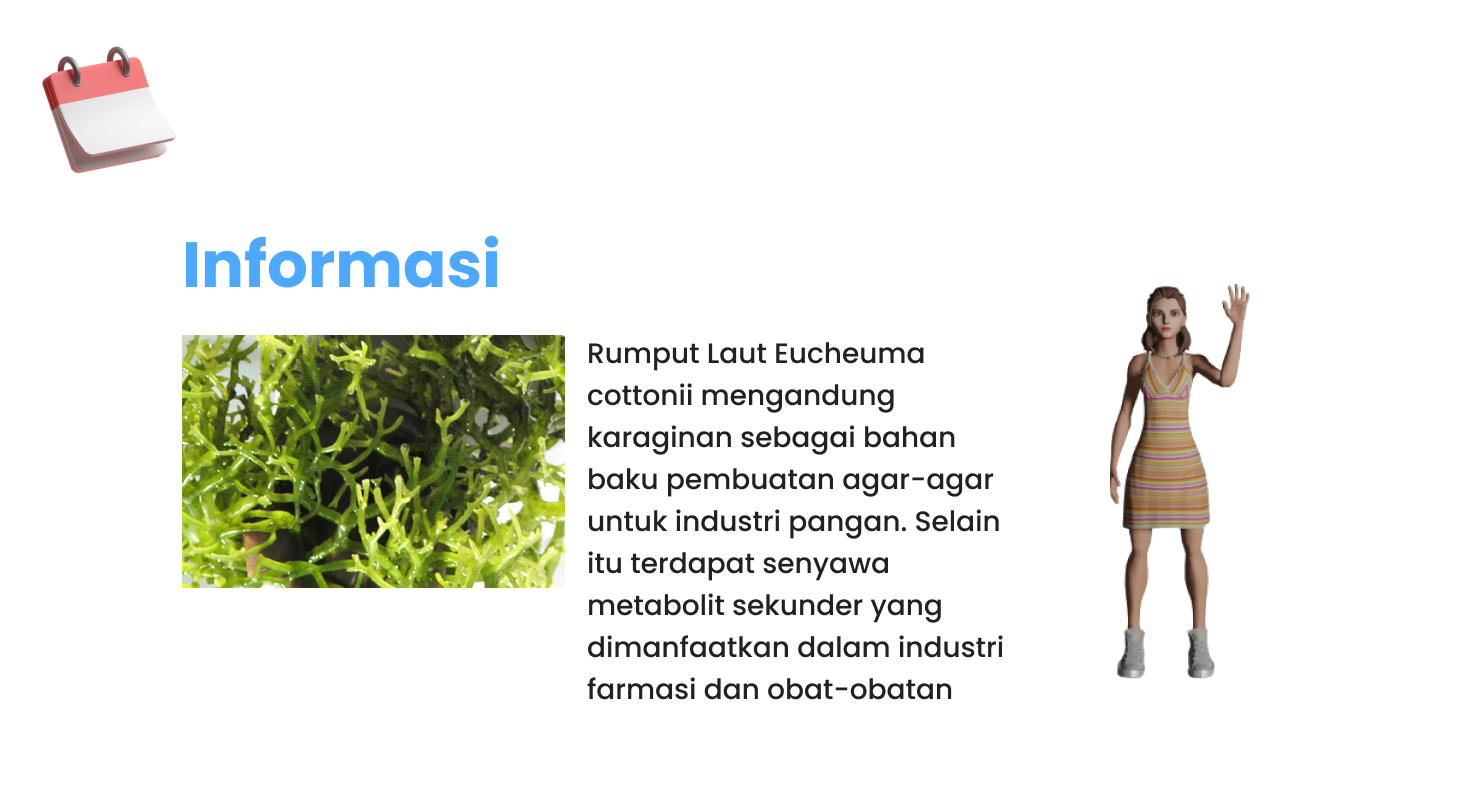 Informasi
Rumput Laut Eucheuma
cottonii mengandung
karaginan sebagai bahan
baku pembuatan agar-agar
untuk industri pangan. Selain
itu terdapat senyawa
metabolit sekunder yang
dimanfaatkan dalam industri
farmasi dan obat-obatan